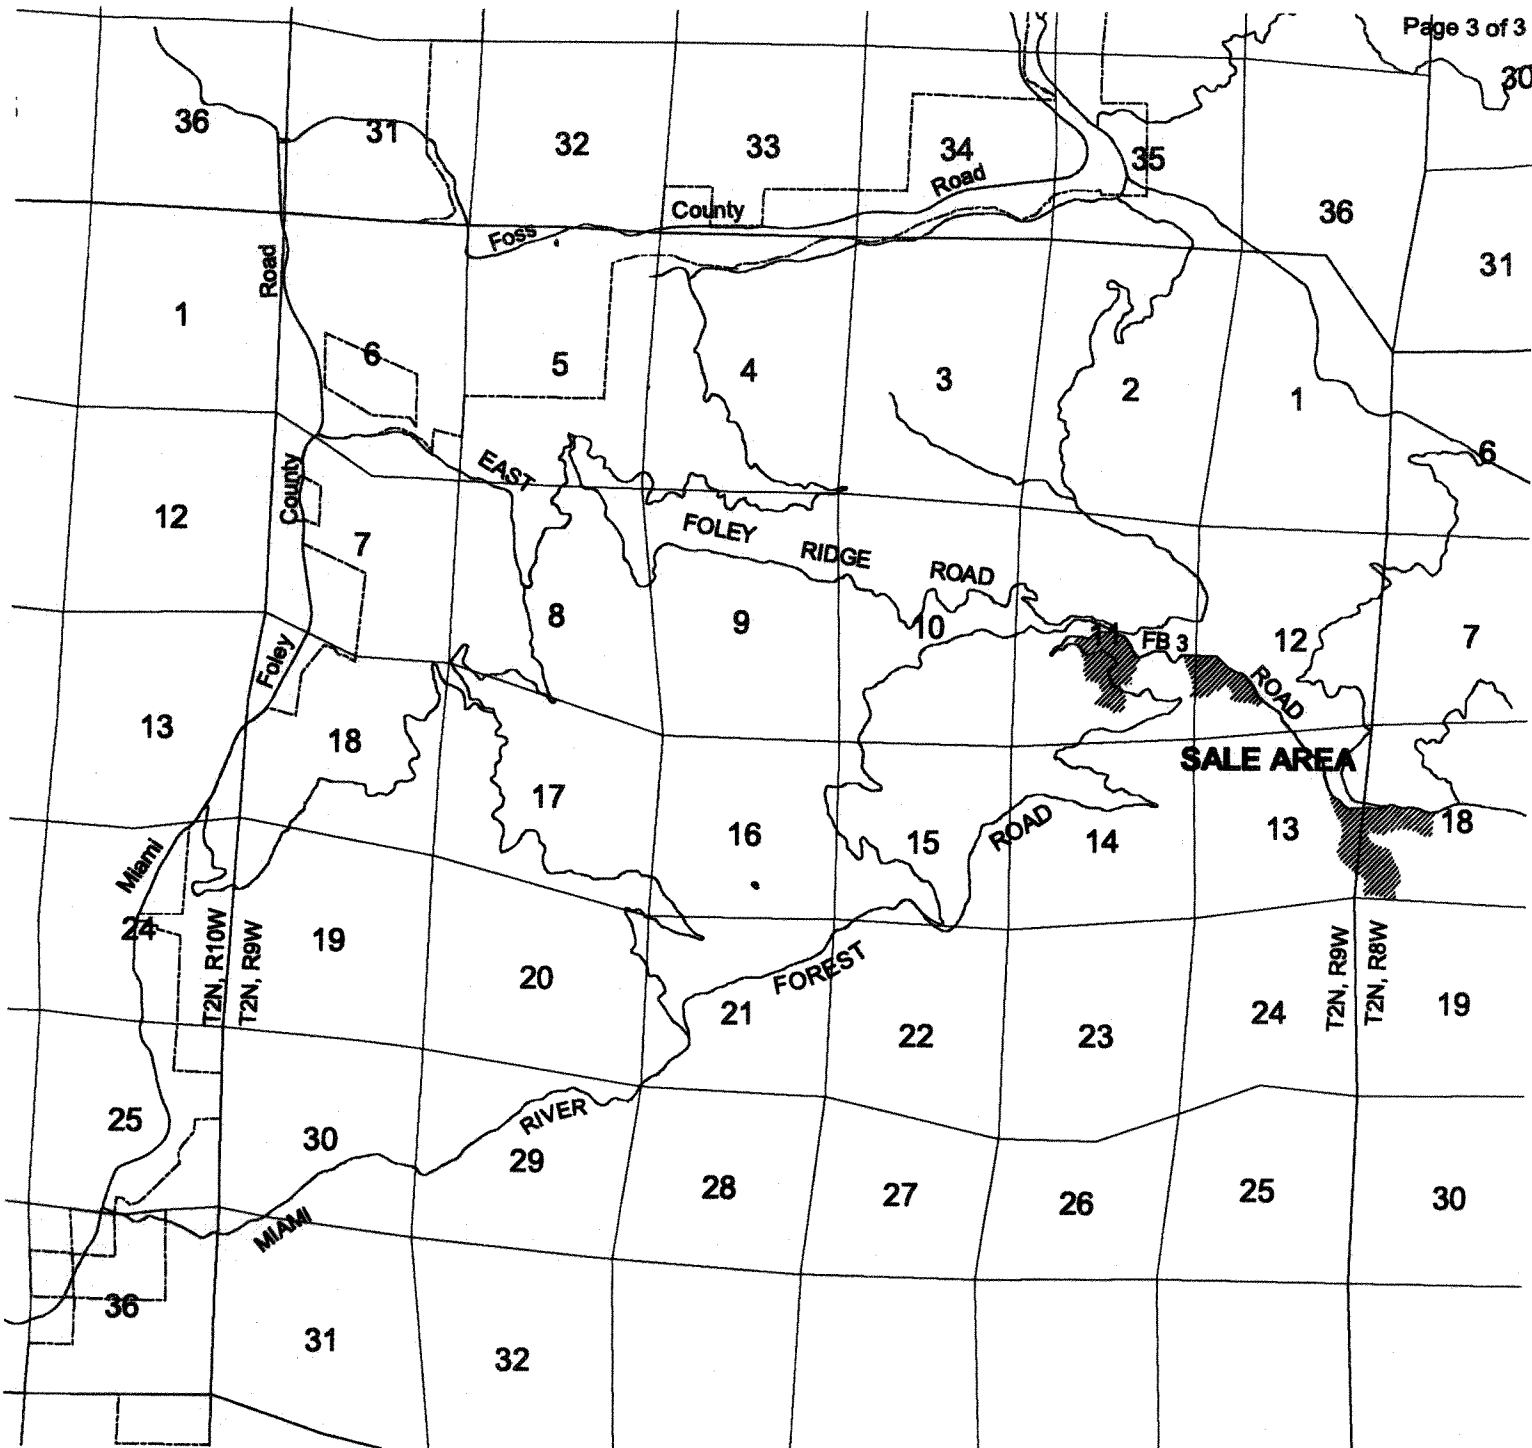 Page 3 of 3
30
36
31
32
33
34
35
36
31
County
Road
Foss
Road
1
6
5
4
3
2
1
6
EAST
County
12
7
FOLEY
RIDGE
ROAD
8
9
10
11
FB 3
12
7
Foley
ROAD
13
18
17
16
15
ROAD
14
SALE AREA
13
18
Miami
24
T2N, R10W
T2N, R9W
19
20
21
FOREST
22
23
24
T2N, R9W
T2N, R8W
19
25
30
RIVER
29
28
27
26
25
30
MIAMI
36
31
32